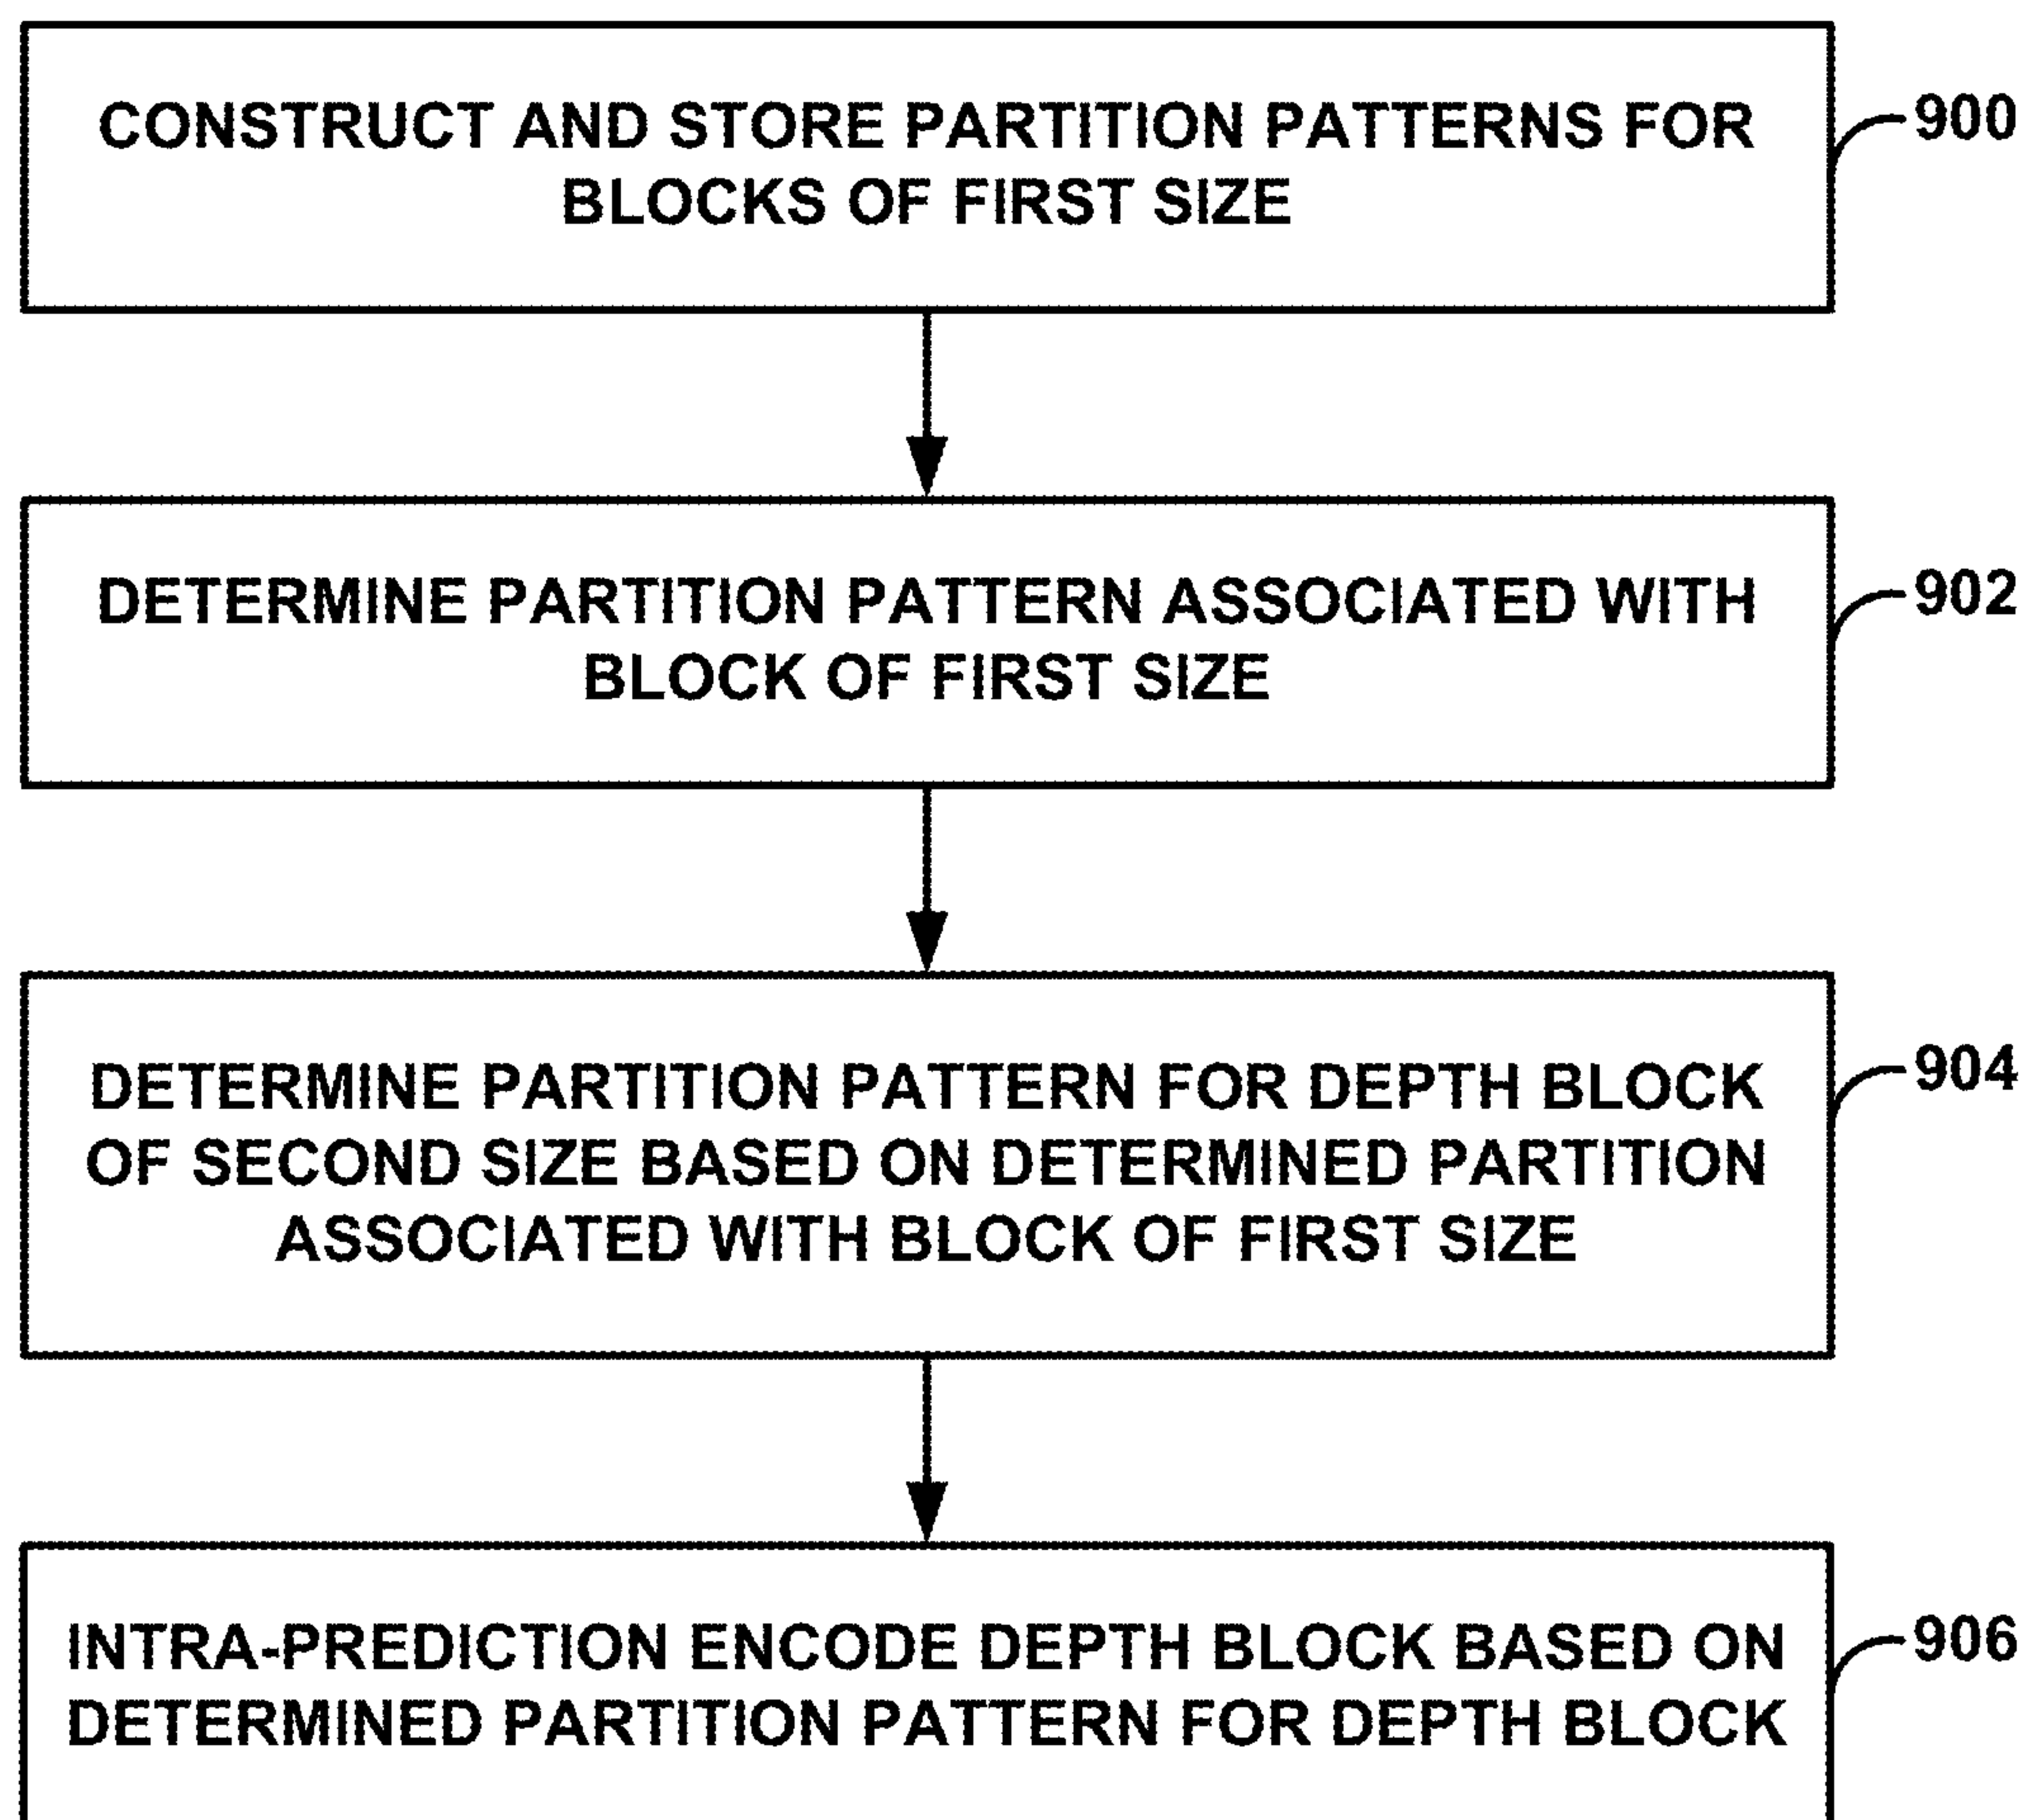 CONSTRUCT AND STORE PARTITION PATTERNS FOR
BLOCKS OF FIRST SIZE
900
DETERMINE PARTITION PATTERN ASSOCIATED WITH
BLOCK OF FIRST SIZE
902
DETERMINE PARTITION PATTERN FOR DEPTH BLOCK
OF SECOND SIZE BASED ON DETERMINED PARTITION
ASSOCIATED WITH BLOCK OF FIRST SIZE
904
INTRA-PREDICTION ENCODE DEPTH BLOCK BASED ON
DETERMINED PARTITION PATTERN FOR DEPTH BLOCK
906